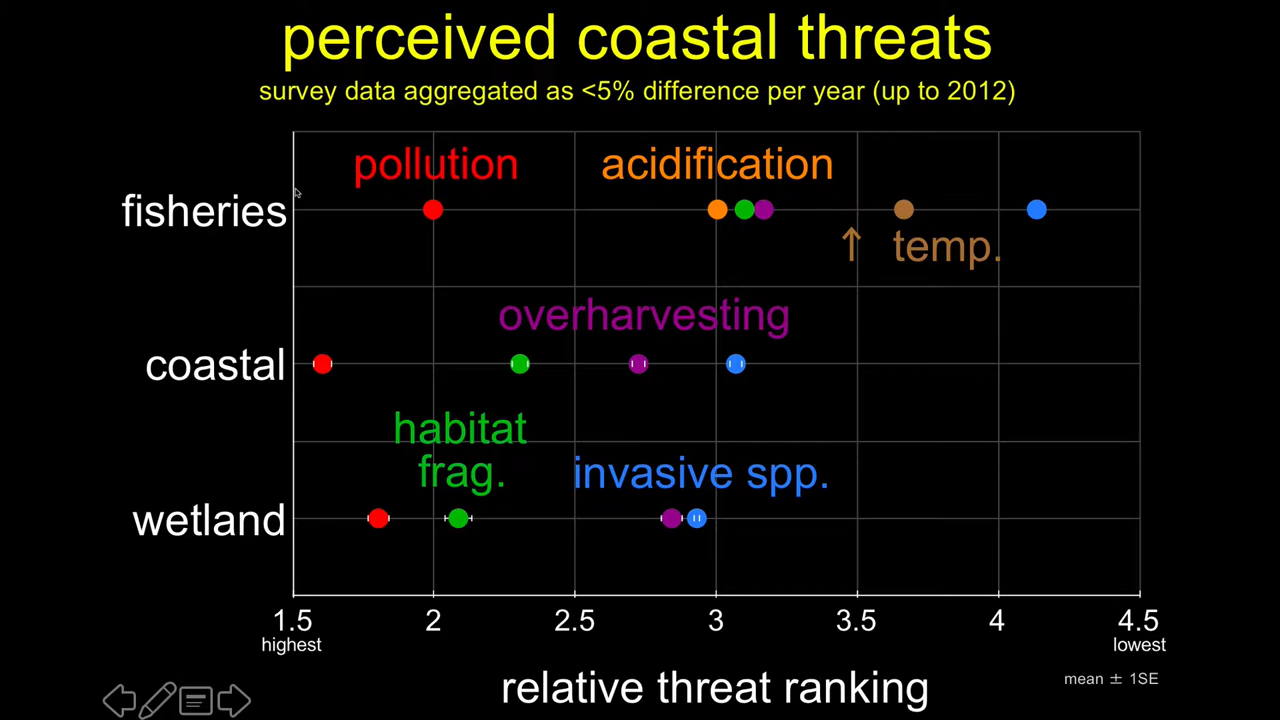 perceived coastal threats
survey data aggregated as <5% difference per year (up to 2012)
pollution
acidification
fisheries
↑ temp.
overharvesting
coastal
habitat
frag.
invasive spp.
wetland
1.5 2 2.5 3 3.5 4 4.5
highest lowest
relative threat ranking
mean ± 1SE